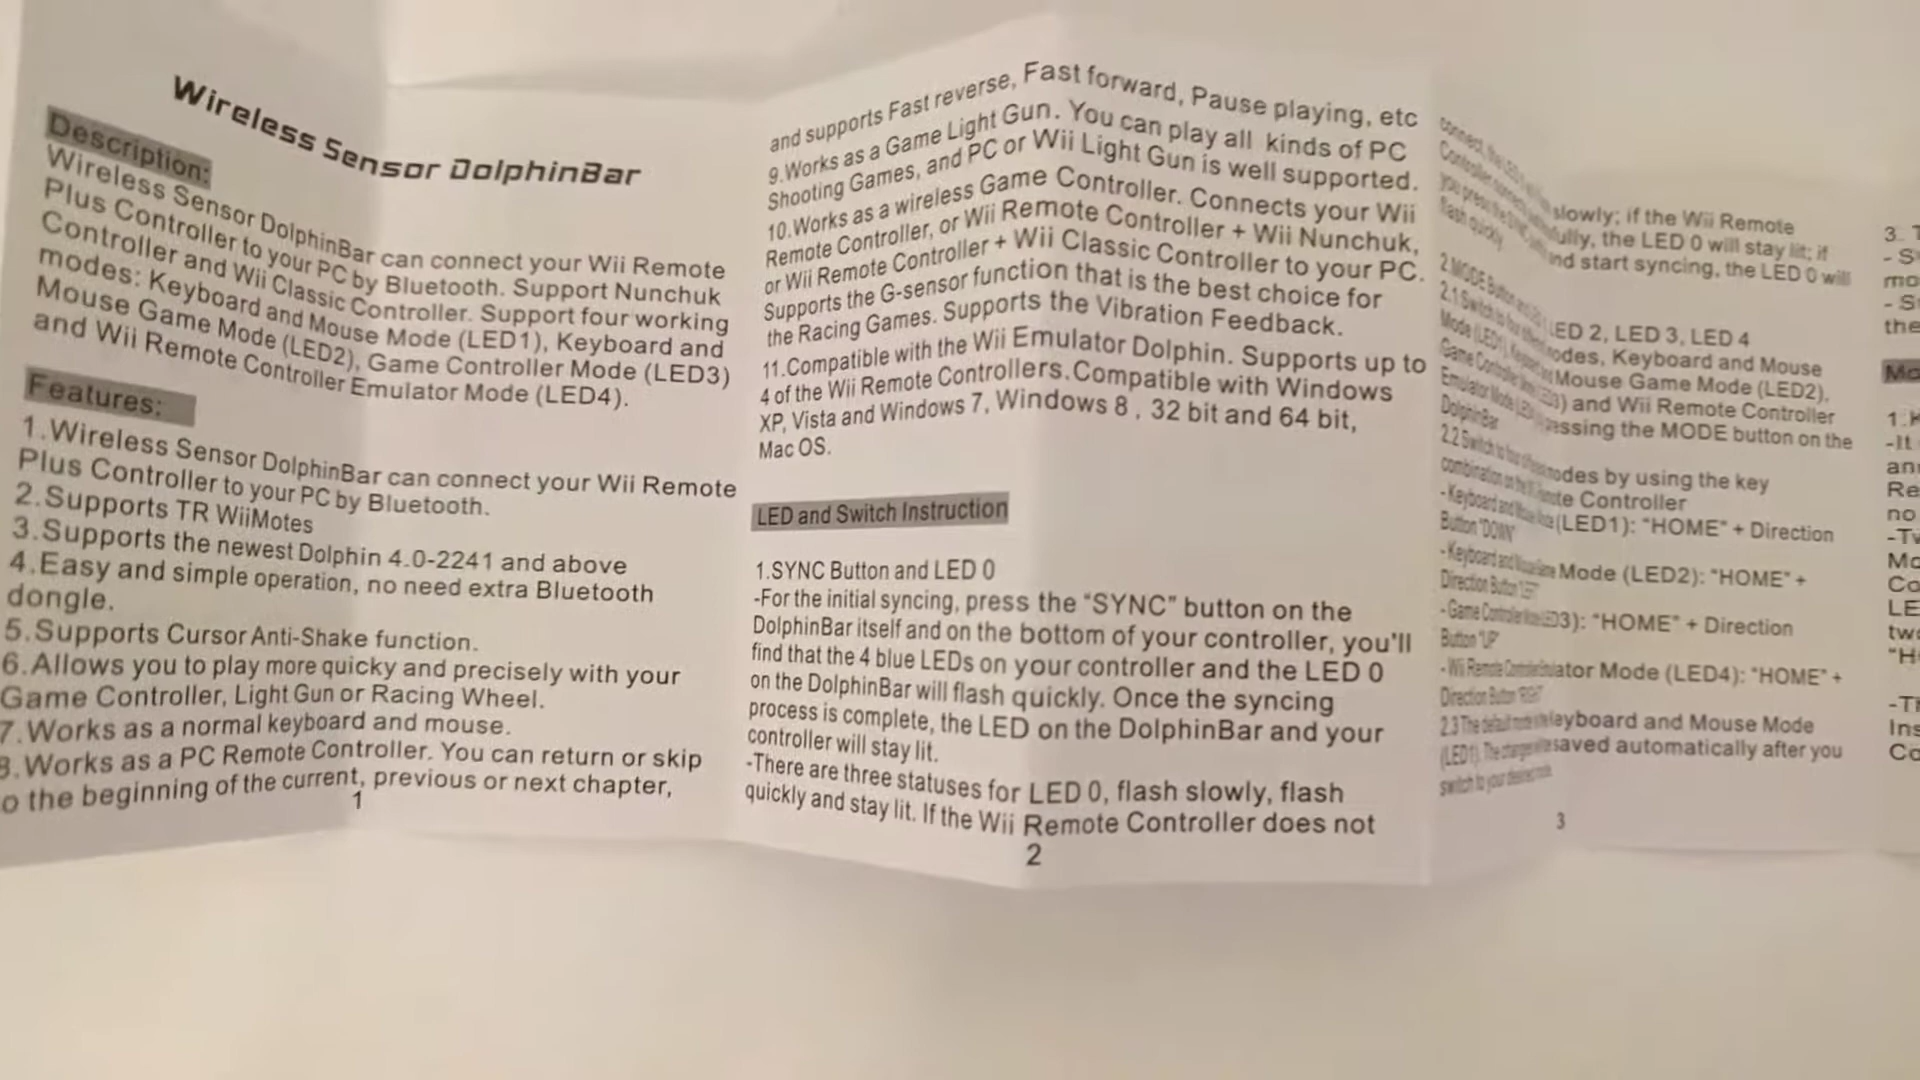 Wireless Sensor DolphinBar
Description:
Wireless Sensor DolphinBar can connect your Wii Remote
Plus Controller to your PC by Bluetooth. Support Nunchuk
Controller and Wii Classic Controller. Support four working
modes: Keyboard and Mouse Mode (LED1), Keyboard and
Mouse Game Mode (LED2), Game Controller Mode (LED3)
and Wii Remote Controller Emulator Mode (LED4).
Features:
1.Wireless Sensor DolphinBar can connect your Wii Remote
Plus Controller to your PC by Bluetooth.
2.Supports TR WiiMotes
3.Supports the newest Dolphin 4.0-2241 and above
4.Easy and simple operation, no need extra Bluetooth
dongle.
5.Supports Cursor Anti-Shake function.
6.Allows you to play more quicky and precisely with your
Game Controller, Light Gun or Racing Wheel.
7.Works as a normal keyboard and mouse.
8.Works as a PC Remote Controller. You can return or skip
o the beginning of the current, previous or next chapter,
1
and supports Fast reverse, Fast forward, Pause playing, etc
9.Works as a Game Light Gun. You can play all kinds of PC
Shooting Games, and PC or Wii Light Gun is well supported.
10.Works as a wireless Game Controller. Connects your Wii
Remote Controller, or Wii Remote Controller + Wii Nunchuk,
or Wii Remote Controller + Wii Classic Controller to your PC.
Supports the G-sensor function that is the best choice for
the Racing Games. Supports the Vibration Feedback.
11.Compatible with the Wii Emulator Dolphin. Supports up to
4 of the Wii Remote Controllers.Compatible with Windows
XP, Vista and Windows 7, Windows 8 , 32 bit and 64 bit,
Mac OS.
LED and Switch Instruction
1.SYNC Button and LED 0
-For the initial syncing, press the “SYNC” button on the
DolphinBar itself and on the bottom of your controller, you'll
find that the 4 blue LEDs on your controller and the LED 0
on the DolphinBar will flash quickly. Once the syncing
process is complete, the LED on the DolphinBar and your
controller will stay lit.
-There are three statuses for LED 0, flash slowly, flash
quickly and stay lit. If the Wii Remote Controller does not
2
connect, the LED 0 will flash slowly; if the Wii Remote
Controller connects successfully, the LED 0 will stay lit; if
you press the SYNC button and start syncing, the LED 0 will
flash quickly.
2.MODE Button and LED 1, LED 2, LED 3, LED 4
2.1 Switch to four different modes, Keyboard and Mouse
Mode (LED1), Keyboard and Mouse Game Mode (LED2),
Game Controller Mode (LED3) and Wii Remote Controller
Emulator Mode (LED4) pressing the MODE button on the
DolphinBar
2.2 Switch to four modes by using the key
combination on the Remote Controller
-Keyboard and Mouse Mode (LED1): “HOME” + Direction
Button “DOWN”
-Keyboard and Mouse Game Mode (LED2): “HOME” +
Direction Button “LEFT”
-Game Controller Mode (LED3): “HOME” + Direction
Button “UP”
-Wii Remote Controller Emulator Mode (LED4): “HOME” +
Direction Button “RIGHT”
2.3 The default mode is Keyboard and Mouse Mode
(LED1). The change will be saved automatically after you
switch to your desired mode.
3
3.
1.